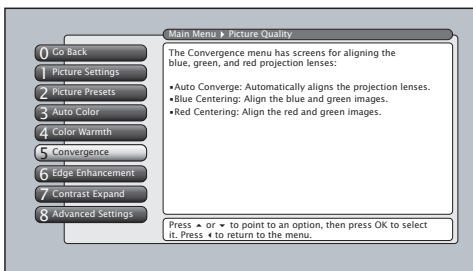 Main Menu ▸ Picture Quality
0 Go Back
1 Picture Settings
2 Picture Presets
3 Auto Color
4 Color Warmth
5 Convergence
6 Edge Enhancement
7 Contrast Expand
8 Advanced Settings
The Convergence menu has screens for aligning the
blue, green, and red projection lenses:
▪Auto Converge: Automatically aligns the projection lenses.
▪Blue Centering: Align the blue and green images.
▪Red Centering: Align the red and green images.
Press ▲ or ▼ to point to an option, then press OK to select
it. Press ◀ to return to the menu.